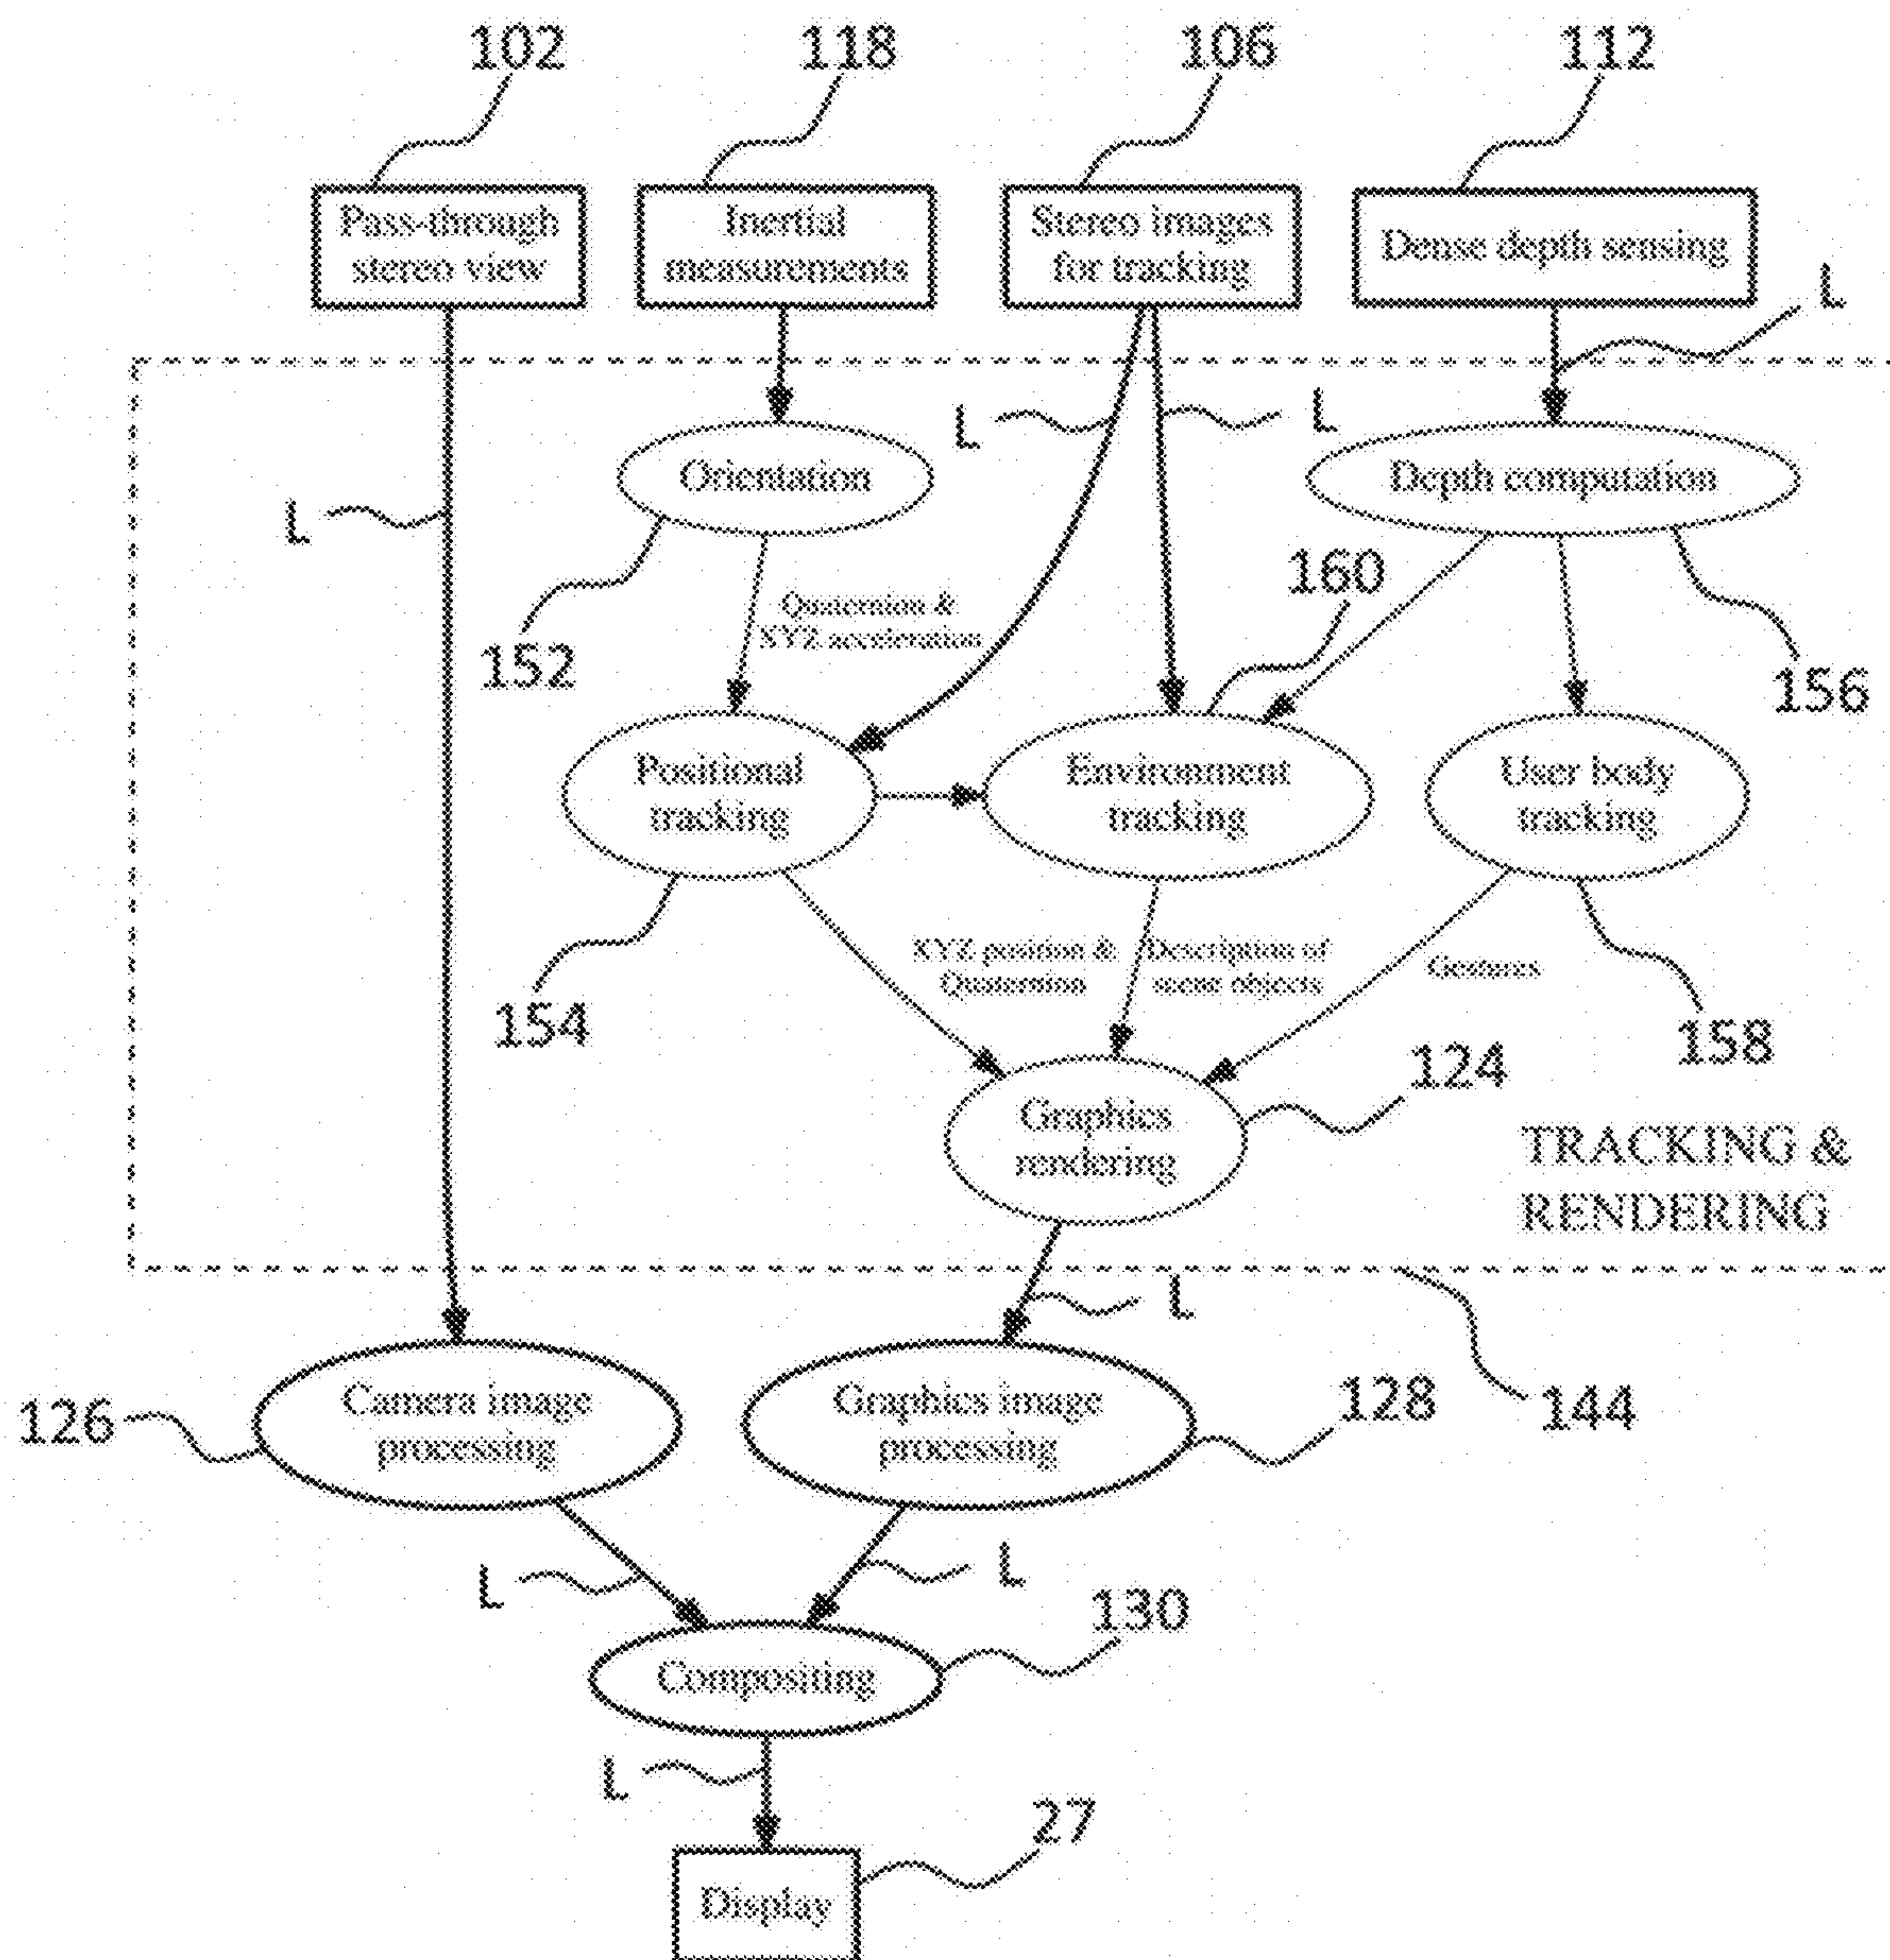 102
118
106
112
Pass-through
stereo view
Inertial
measurements
Stereo images
for tracking
Dense depth sensing
L
L
L
L
Orientation
Depth computation
160
Quaternion &
XYZ acceleration
152
156
Positional
tracking
Environment
tracking
User body
tracking
XYZ position &
Quaternion
Description of
scene objects
Gestures
154
158
124
Graphics
rendering
TRACKING &
RENDERING
L
Camera image
processing
Graphics image
processing
126
128
144
L
L
130
Compositing
L
27
Display